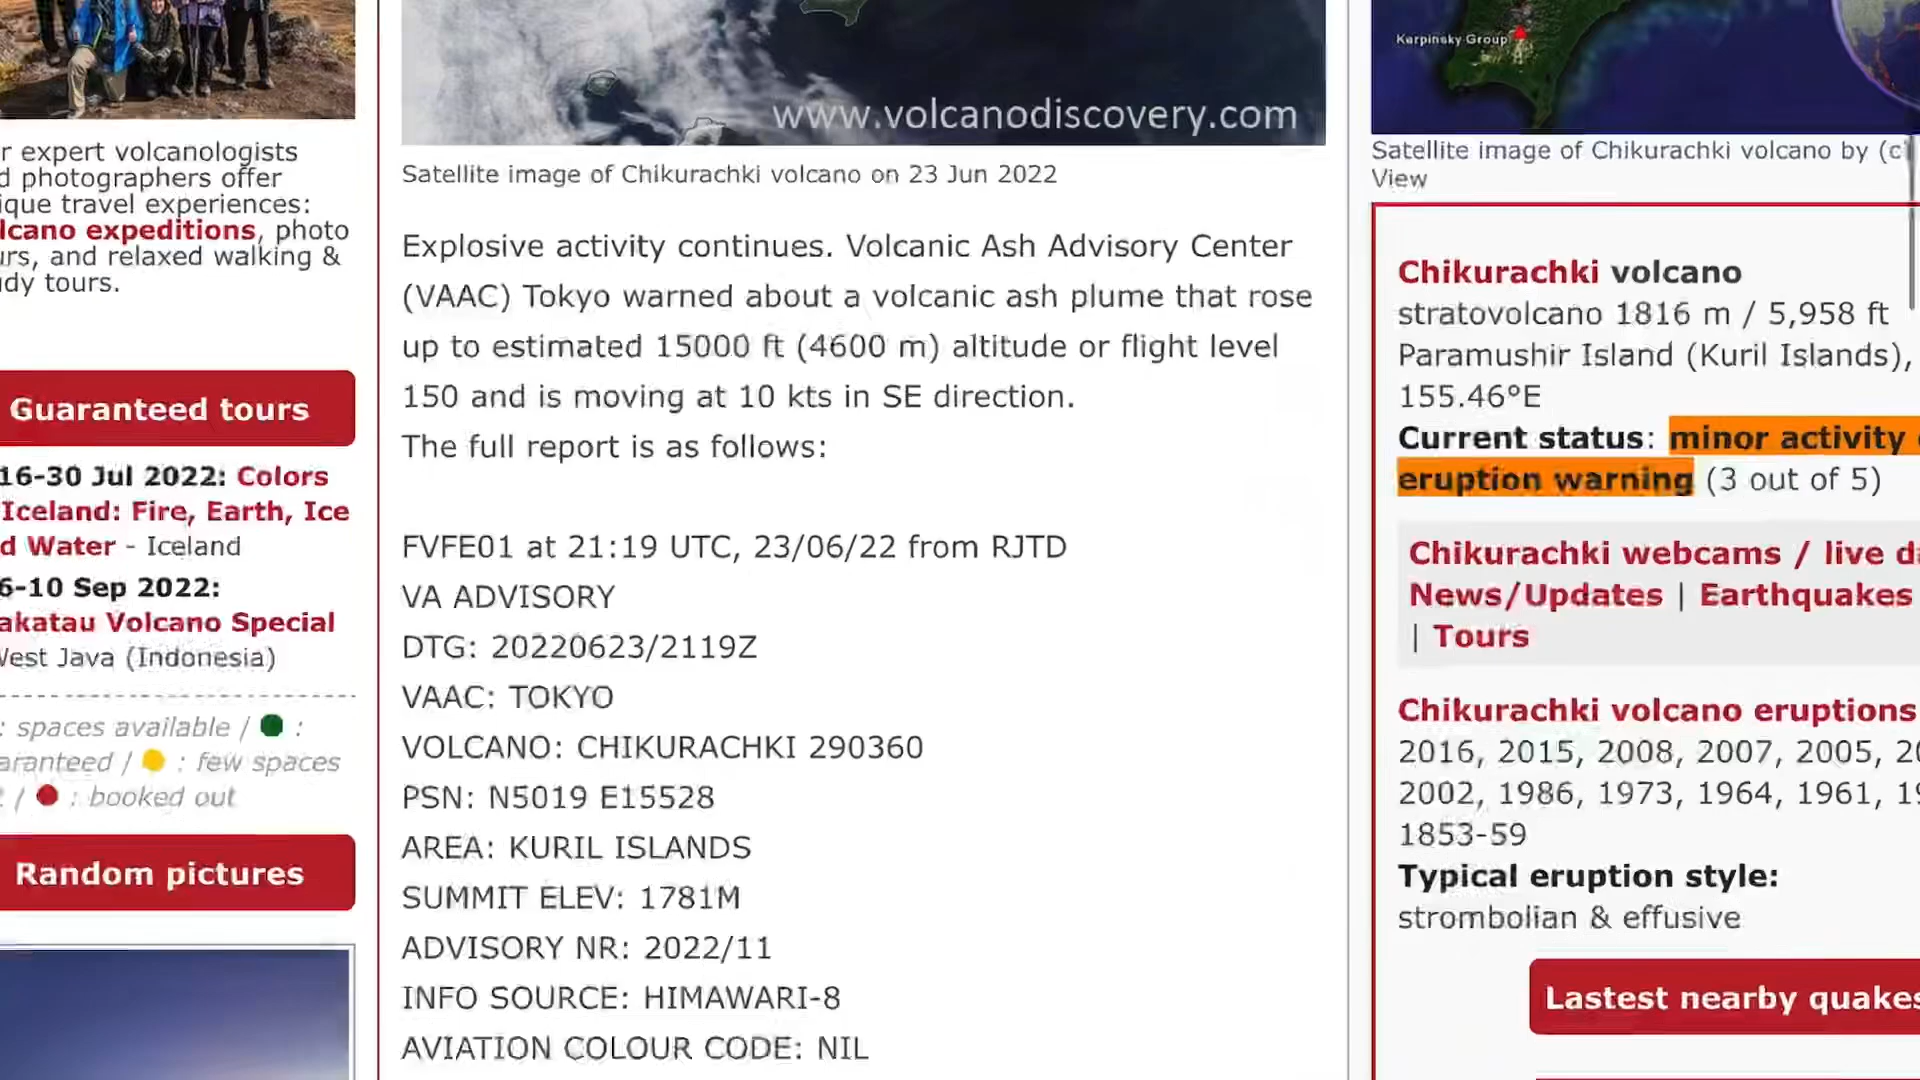 r expert volcanologists
d photographers offer
ique travel experiences:
lcano expeditions, photo
urs, and relaxed walking &
dy tours.
Guaranteed tours
16-30 Jul 2022: Colors
Iceland: Fire, Earth, Ice
d Water - Iceland
6-10 Sep 2022:
akatau Volcano Special
West Java (Indonesia)
: spaces available / :
aranteed / : few spaces
/ : booked out
Random pictures
www.volcanodiscovery.com
Satellite image of Chikurachki volcano on 23 Jun 2022
Explosive activity continues. Volcanic Ash Advisory Center
(VAAC) Tokyo warned about a volcanic ash plume that rose
up to estimated 15000 ft (4600 m) altitude or flight level
150 and is moving at 10 kts in SE direction.
The full report is as follows:
FVFE01 at 21:19 UTC, 23/06/22 from RJTD
VA ADVISORY
DTG: 20220623/2119Z
VAAC: TOKYO
VOLCANO: CHIKURACHKI 290360
PSN: N5019 E15528
AREA: KURIL ISLANDS
SUMMIT ELEV: 1781M
ADVISORY NR: 2022/11
INFO SOURCE: HIMAWARI-8
AVIATION COLOUR CODE: NIL
Karpinsky Group
Satellite image of Chikurachki volcano by (c)
View
Chikurachki volcano
stratovolcano 1816 m / 5,958 ft
Paramushir Island (Kuril Islands),
155.46°E
Current status: minor activity
eruption warning (3 out of 5)
Chikurachki webcams / live da
News/Updates | Earthquakes
| Tours
Chikurachki volcano eruptions
2016, 2015, 2008, 2007, 2005, 20
2002, 1986, 1973, 1964, 1961, 19
1853-59
Typical eruption style:
strombolian & effusive
Lastest nearby quakes